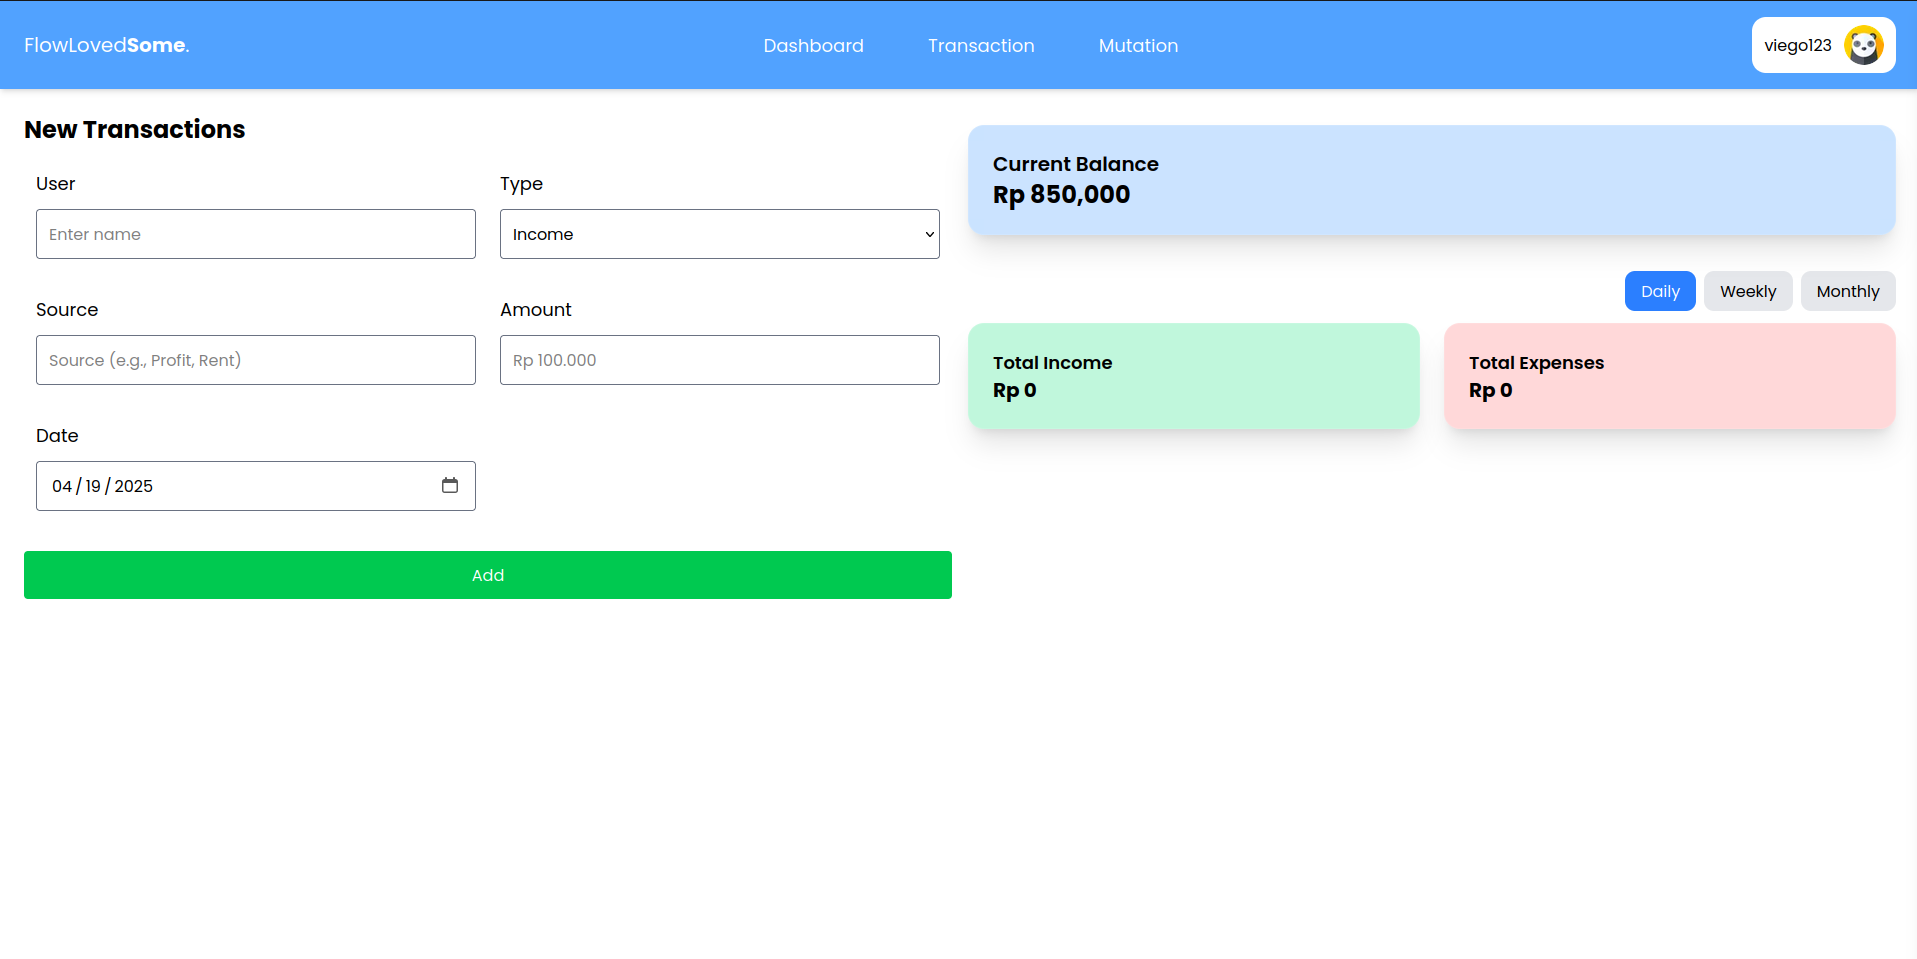 FlowLovedSome.
Dashboard
Transaction
Mutation
viego123
New Transactions
User
Type
Enter name
Income
Source
Amount
Source (e.g., Profit, Rent)
Rp 100.000
Date
04 / 19 / 2025
Add
Current Balance
Rp 850,000
Daily
Weekly
Monthly
Total Income
Rp 0
Total Expenses
Rp 0